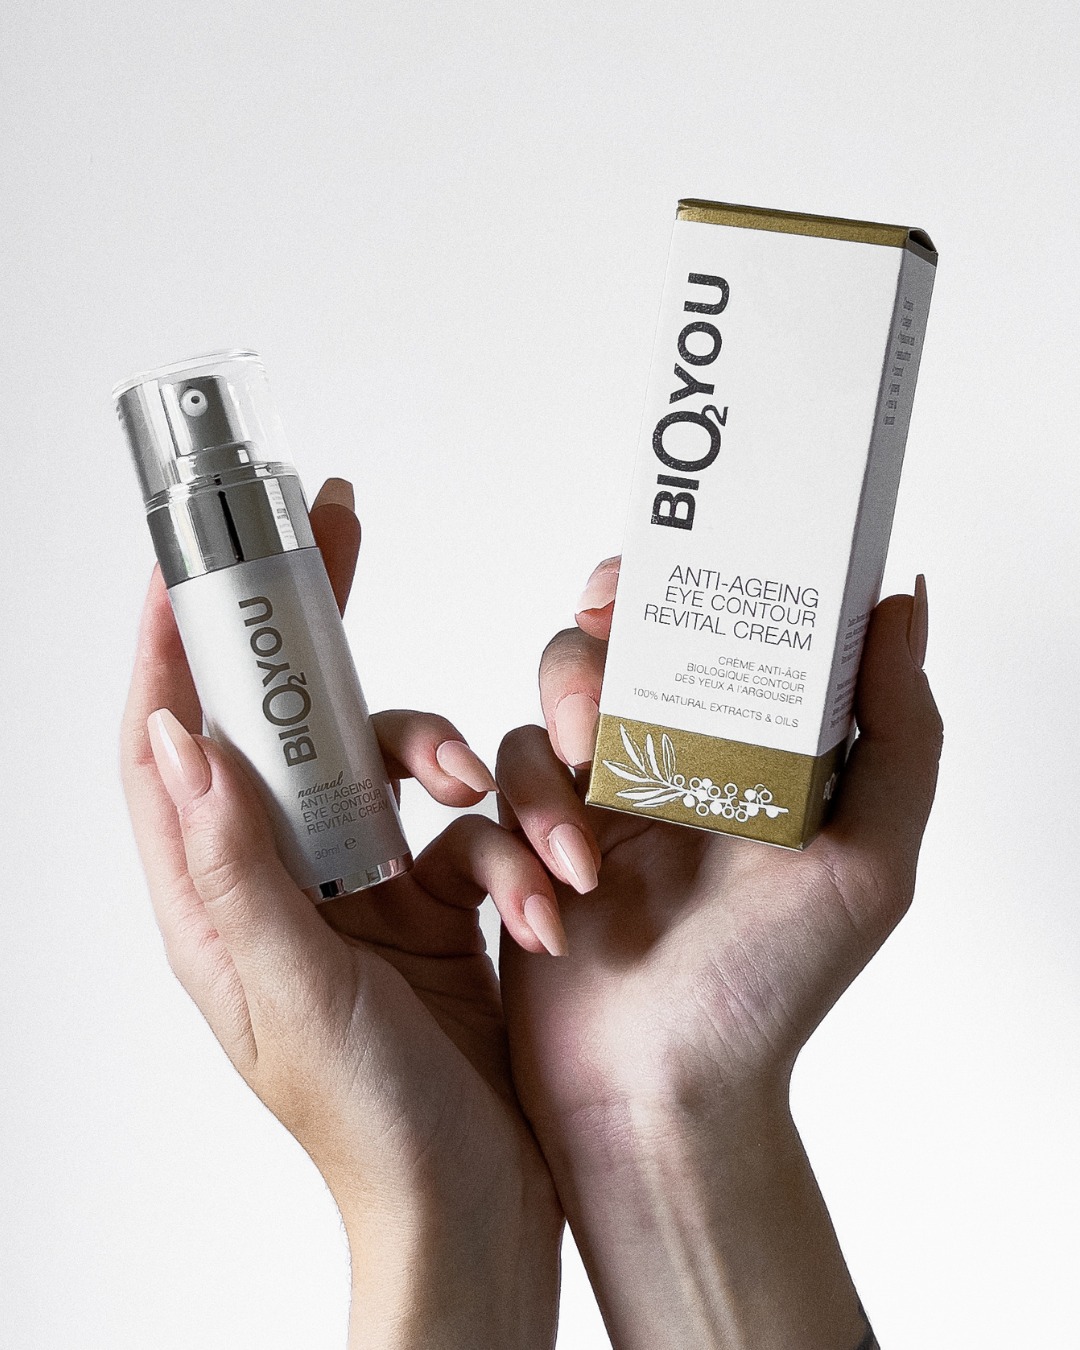 BIO2YOU
natural
ANTI-AGEING
EYE CONTOUR
REVITAL CREAM
30ml ℮
BIO2YOU
ANTI-AGEING
EYE CONTOUR
REVITAL CREAM
CRÈME ANTI-ÂGE
BIOLOGIQUE CONTOUR
DES YEUX A l'ARGOUSIER
100% NATURAL EXTRACTS & OILS